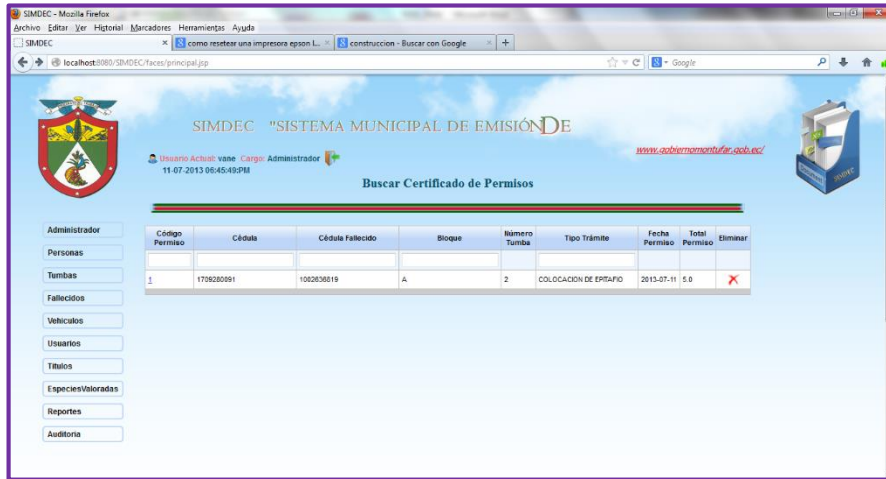 SIMDEC - Mozilla Firefox
Archivo Editar Ver Historial Marcadores Herramientas Ayuda
SIMDEC × como resetear una impresora epson L... × construccion - Buscar con Google × +
localhost:8080/SIMDEC/faces/principal.jsp Google
SIMDEC "SISTEMA MUNICIPAL DE EMISIÓN DE
Usuario Actual: vane Cargo: Administrador
www.gobiernomontufar.gob.ec/
11-07-2013 06:45:49:PM
Buscar Certificado de Permisos
Administrador
Personas
Tumbas
Fallecidos
Vehiculos
Usuarios
Titulos
EspeciesValoradas
Reportes
Auditoria
Código Permiso Cédula Cédula Fallecido Bloque Número Tumba Tipo Trámite Fecha Permiso Total Permiso Eliminar
1 1709280091 1002636819 A 2 COLOCACION DE EPITAFIO 2013-07-11 5.0
SIMDEC